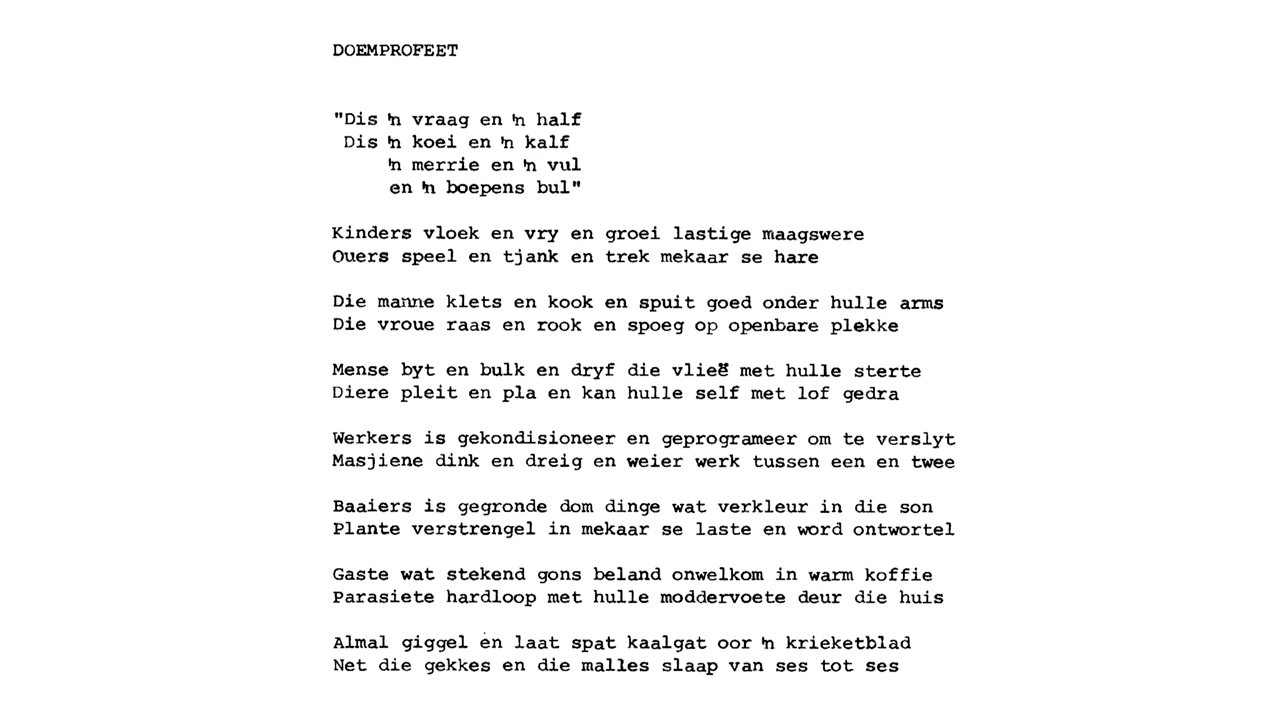 DOEMPROFEET
"Dis 'n vraag en 'n half
Dis 'n koei en 'n kalf
'n merrie en 'n vul
en 'n boepens bul"
Kinders vloek en vry en groei lastige maagswere
Ouers speel en tjank en trek mekaar se hare
Die manne klets en kook en spuit goed onder hulle arms
Die vroue raas en rook en spoeg op openbare plekke
Mense byt en bulk en dryf die vlieë met hulle sterte
Diere pleit en pla en kan hulle self met lof gedra
Werkers is gekondisioneer en geprogrameer om te verslyt
Masjiene dink en dreig en weier werk tussen een en twee
Baaiers is gegronde dom dinge wat verkleur in die son
Plante verstrengel in mekaar se laste en word ontwortel
Gaste wat stekend gons beland onwelkom in warm koffie
Parasiete hardloop met hulle moddervoete deur die huis
Almal giggel en laat spat kaalgat oor 'n krieketblad
Net die gekkes en die malles slaap van ses tot ses